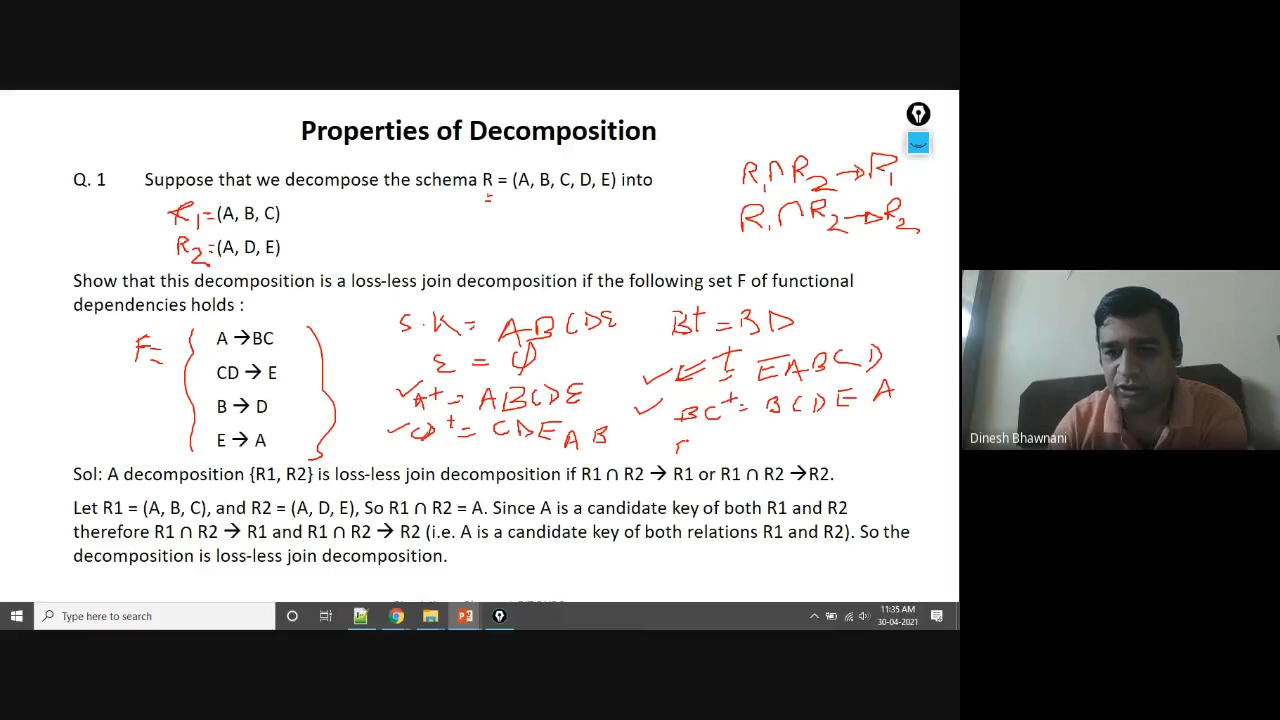 Properties of Decomposition
Q. 1 Suppose that we decompose the schema R = (A, B, C, D, E) into
R1 = (A, B, C)
R2 = (A, D, E)
R1 ∩ R2 → R1
R1 ∩ R2 → R2
Show that this decomposition is a loss-less join decomposition if the following set F of functional
dependencies holds :
F=
A → BC
CD → E
B → D
E → A
S.K = ABCDE
ε = φ
✓A+ = ABCDE
✓CD+ = CDEAB
B+ = BD
✓E+ = EABCD
✓BC+ = BCDEA
Sol: A decomposition {R1, R2} is loss-less join decomposition if R1 ∩ R2 → R1 or R1 ∩ R2 → R2.
Let R1 = (A, B, C), and R2 = (A, D, E), So R1 ∩ R2 = A. Since A is a candidate key of both R1 and R2
therefore R1 ∩ R2 → R1 and R1 ∩ R2 → R2 (i.e. A is a candidate key of both relations R1 and R2). So the
decomposition is loss-less join decomposition.
Dinesh Bhawnani
Type here to search
11:35 AM
30-04-2021